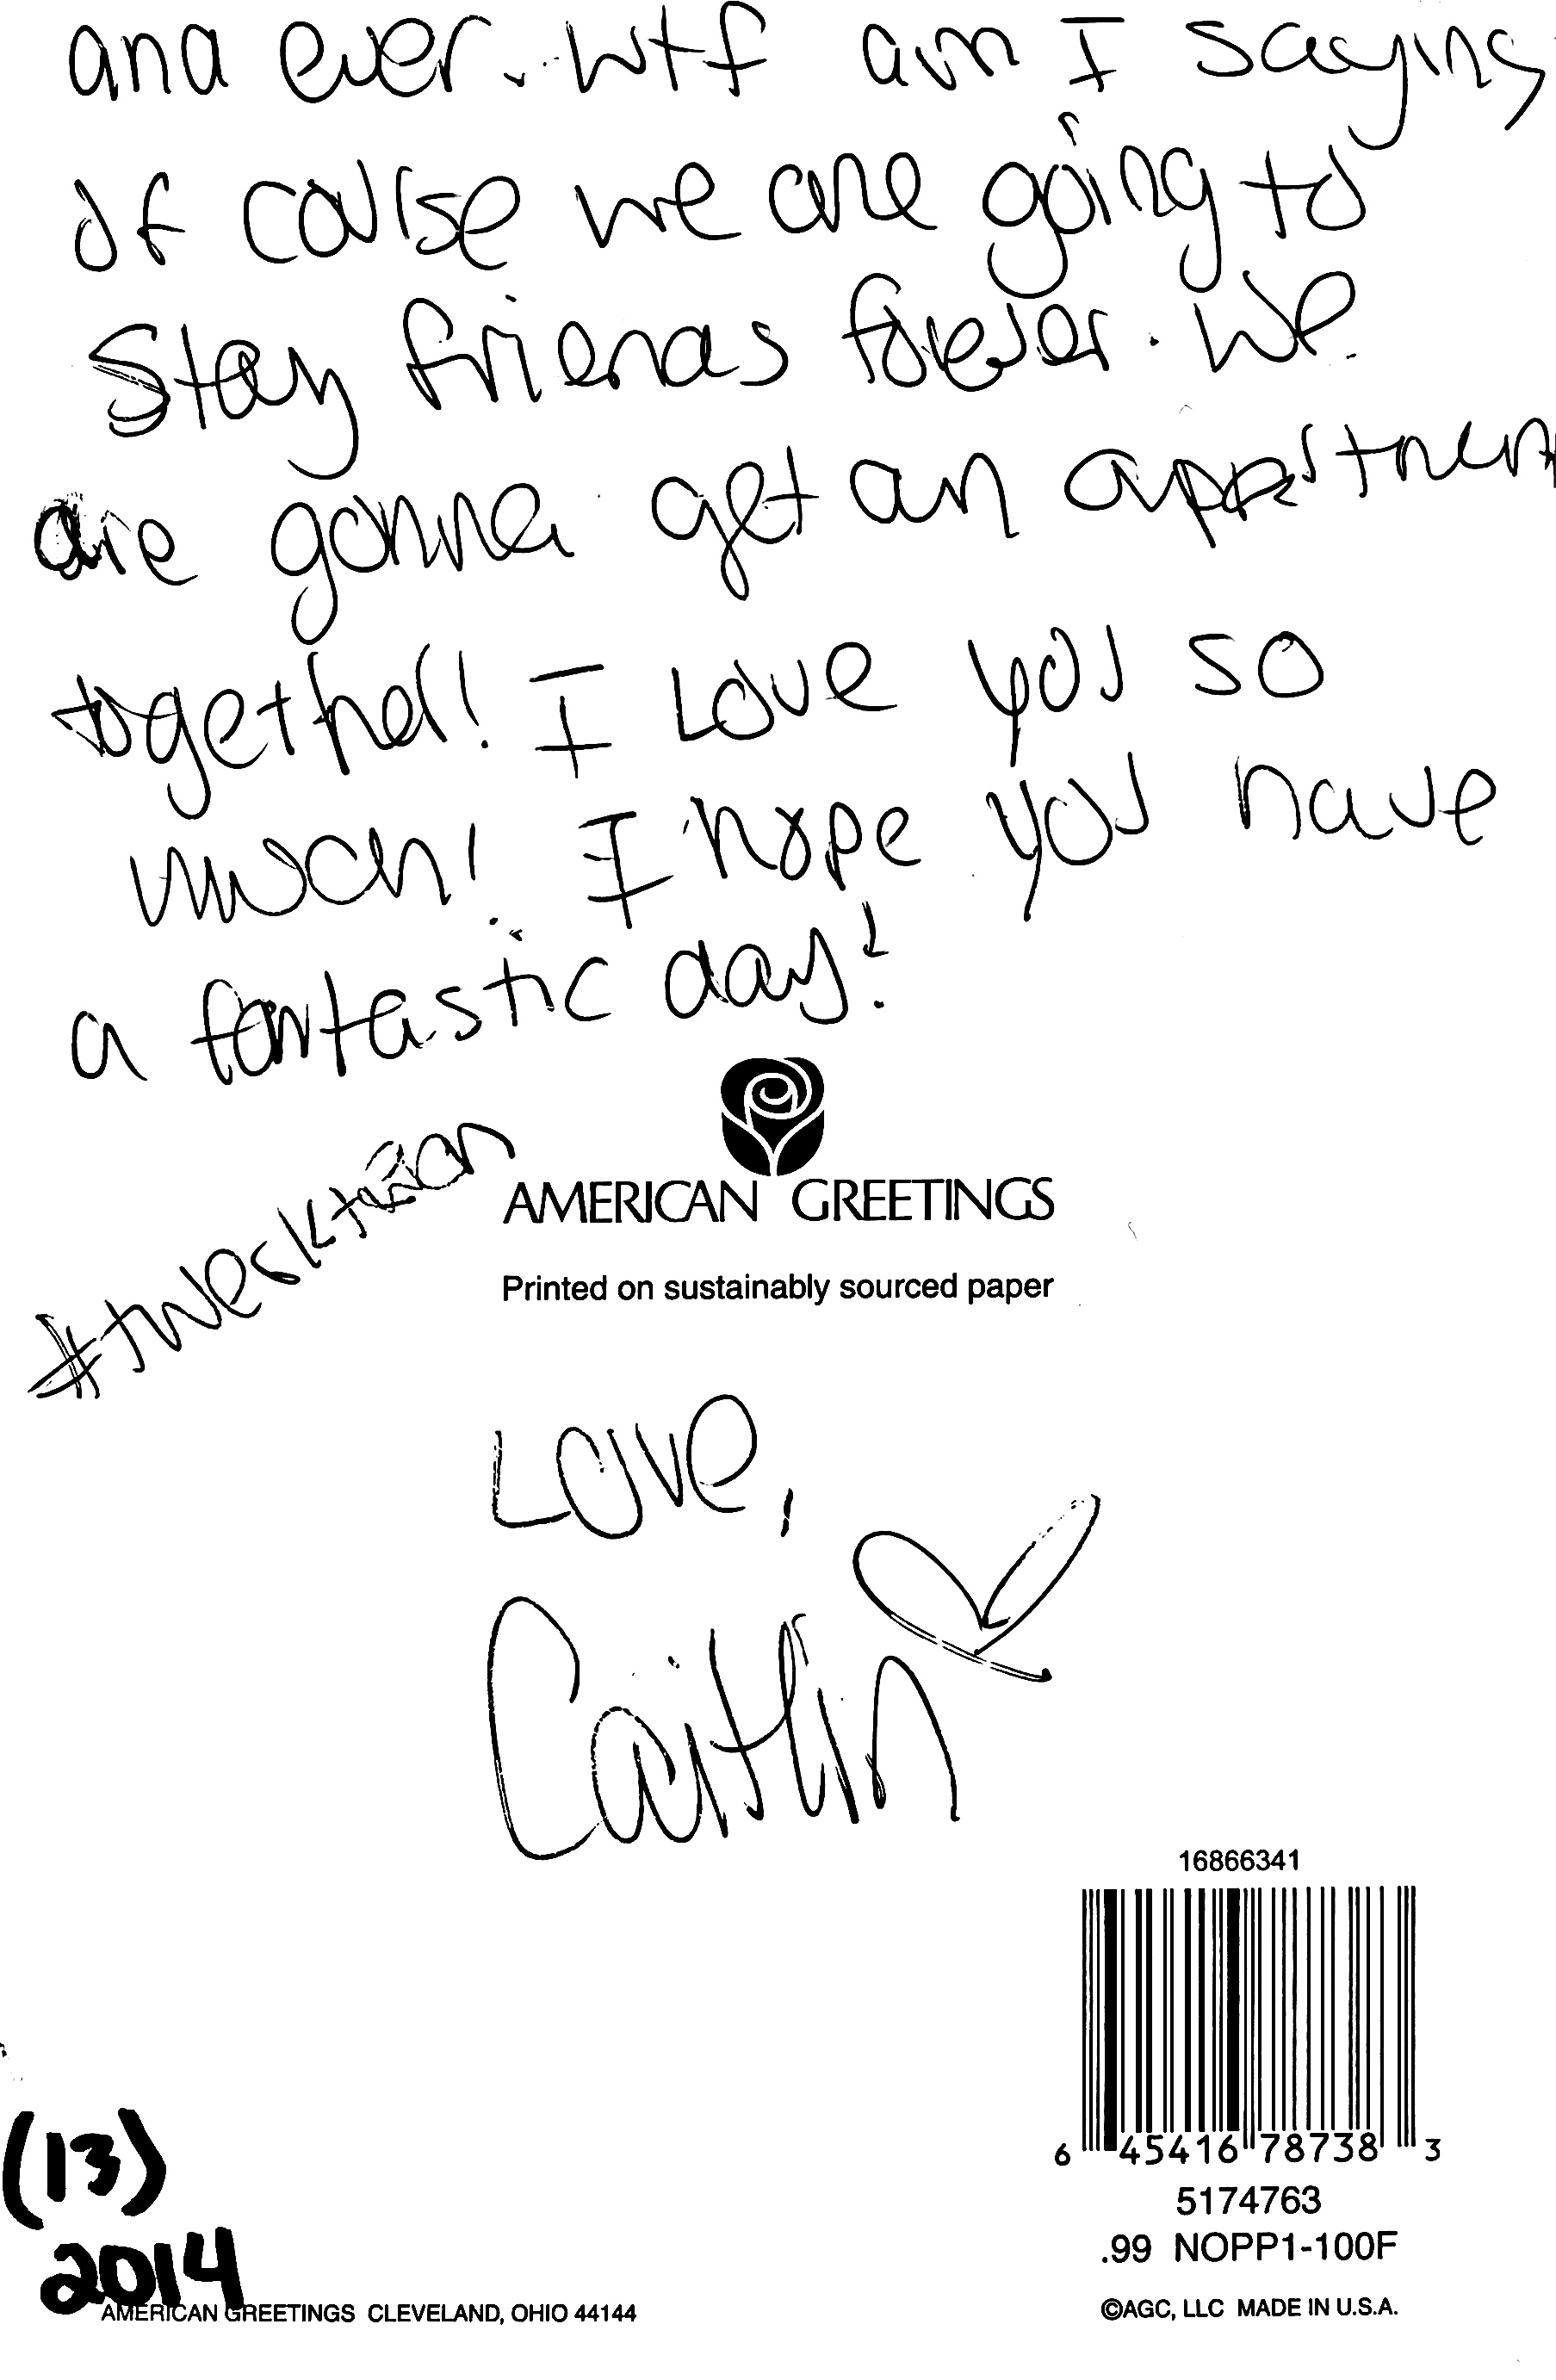 and ever. wtf am I saying
of course we are going to
stay friends forever. We
are gonna get an appartment
together! I love you so
much! I hope you have
a fantastic day!
AMERICAN GREETINGS
Printed on sustainably sourced paper
Love,
Caitlin
16866341
6 45416 78738 3
5174763
.99 NOPP1-100F
(13)
2014
AMERICAN GREETINGS CLEVELAND, OHIO 44144
©AGC, LLC MADE IN U.S.A.